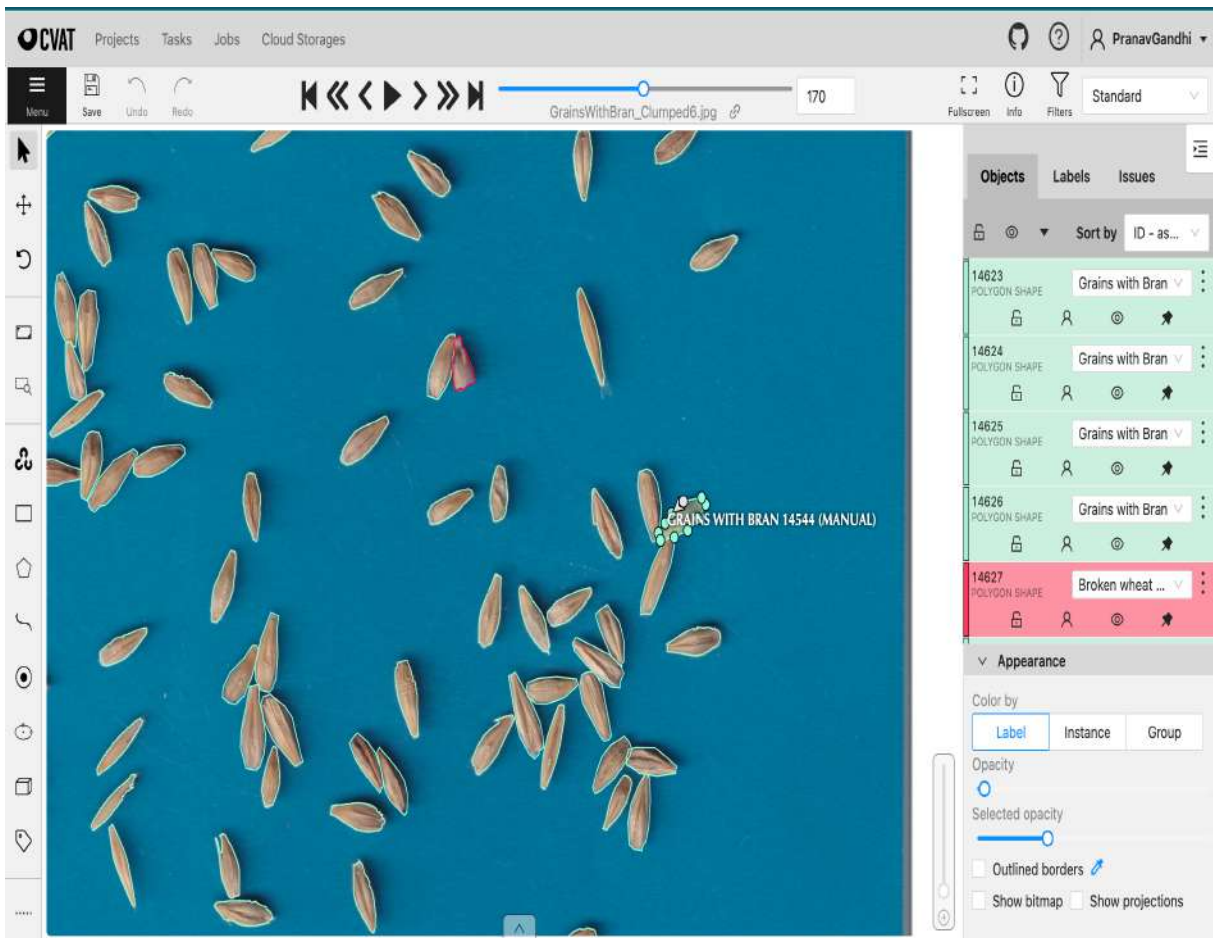 CVAT Projects Tasks Jobs Cloud Storages PranavGandhi
Menu Save Undo Redo GrainsWithBran_Clumped6.jpg 170 Fullscreen Info Filters Standard
Objects Labels Issues
Sort by ID - as...
14623 Grains with Bran
POLYGON SHAPE
14624 Grains with Bran
POLYGON SHAPE
14625 Grains with Bran
POLYGON SHAPE
14626 Grains with Bran
POLYGON SHAPE
GRAINS WITH BRAN 14544 (MANUAL)
14627 Broken wheat ...
POLYGON SHAPE
Appearance
Color by
Label Instance Group
Opacity
Selected opacity
Outlined borders
Show bitmap Show projections